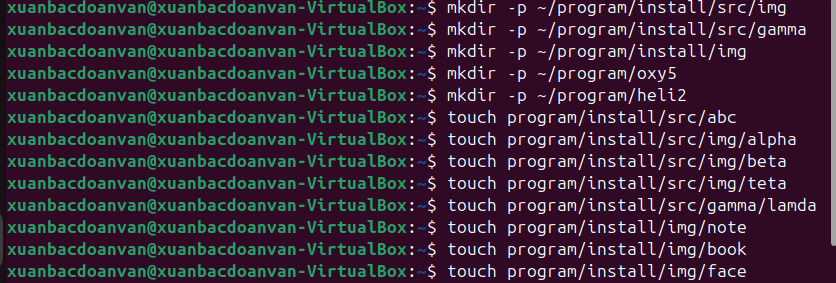 xuanbacdoanvan@xuanbacdoanvan-VirtualBox:~$ mkdir -p ~/program/install/src/img
xuanbacdoanvan@xuanbacdoanvan-VirtualBox:~$ mkdir -p ~/program/install/src/gamma
xuanbacdoanvan@xuanbacdoanvan-VirtualBox:~$ mkdir -p ~/program/install/img
xuanbacdoanvan@xuanbacdoanvan-VirtualBox:~$ mkdir -p ~/program/oxy5
xuanbacdoanvan@xuanbacdoanvan-VirtualBox:~$ mkdir -p ~/program/heli2
xuanbacdoanvan@xuanbacdoanvan-VirtualBox:~$ touch program/install/src/abc
xuanbacdoanvan@xuanbacdoanvan-VirtualBox:~$ touch program/install/src/img/alpha
xuanbacdoanvan@xuanbacdoanvan-VirtualBox:~$ touch program/install/src/img/beta
xuanbacdoanvan@xuanbacdoanvan-VirtualBox:~$ touch program/install/src/img/teta
xuanbacdoanvan@xuanbacdoanvan-VirtualBox:~$ touch program/install/src/gamma/lamda
xuanbacdoanvan@xuanbacdoanvan-VirtualBox:~$ touch program/install/img/note
xuanbacdoanvan@xuanbacdoanvan-VirtualBox:~$ touch program/install/img/book
xuanbacdoanvan@xuanbacdoanvan-VirtualBox:~$ touch program/install/img/face